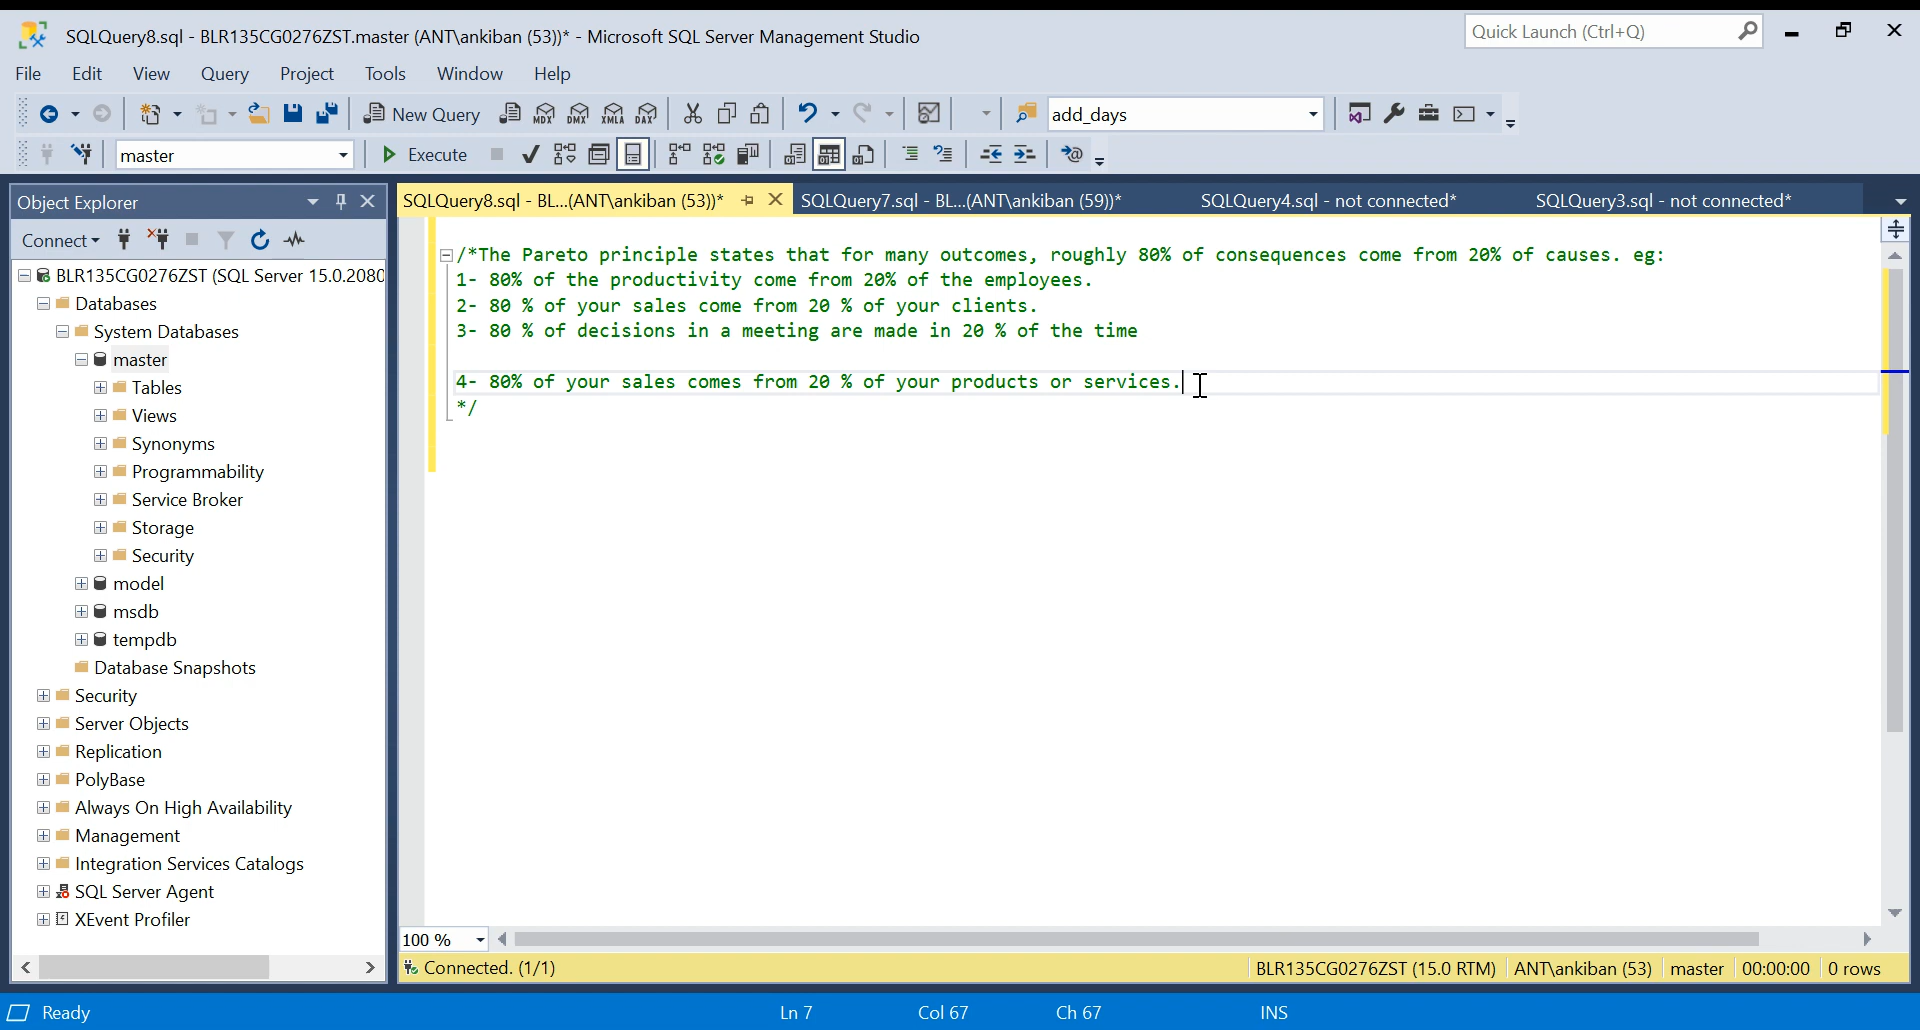 SQLQuery8.sql - BLR135CG0276ZST.master (ANT\ankiban (53))* - Microsoft SQL Server Management Studio
Quick Launch (Ctrl+Q)
File Edit View Query Project Tools Window Help
New Query MDX DMX XMLA DAX add_days
master Execute
Object Explorer
SQLQuery8.sql - BL...(ANT\ankiban (53))* SQLQuery7.sql - BL...(ANT\ankiban (59))* SQLQuery4.sql - not connected* SQLQuery3.sql - not connected*
Connect
BLR135CG0276ZST (SQL Server 15.0.2080
Databases
System Databases
master
Tables
Views
Synonyms
Programmability
Service Broker
Storage
Security
model
msdb
tempdb
Database Snapshots
Security
Server Objects
Replication
PolyBase
Always On High Availability
Management
Integration Services Catalogs
SQL Server Agent
XEvent Profiler
/*The Pareto principle states that for many outcomes, roughly 80% of consequences come from 20% of causes. eg:
1- 80% of the productivity come from 20% of the employees.
2- 80 % of your sales come from 20 % of your clients.
3- 80 % of decisions in a meeting are made in 20 % of the time
4- 80% of your sales comes from 20 % of your products or services.
*/
100 %
Connected. (1/1) BLR135CG0276ZST (15.0 RTM) ANT\ankiban (53) master 00:00:00 0 rows
Ready Ln 7 Col 67 Ch 67 INS